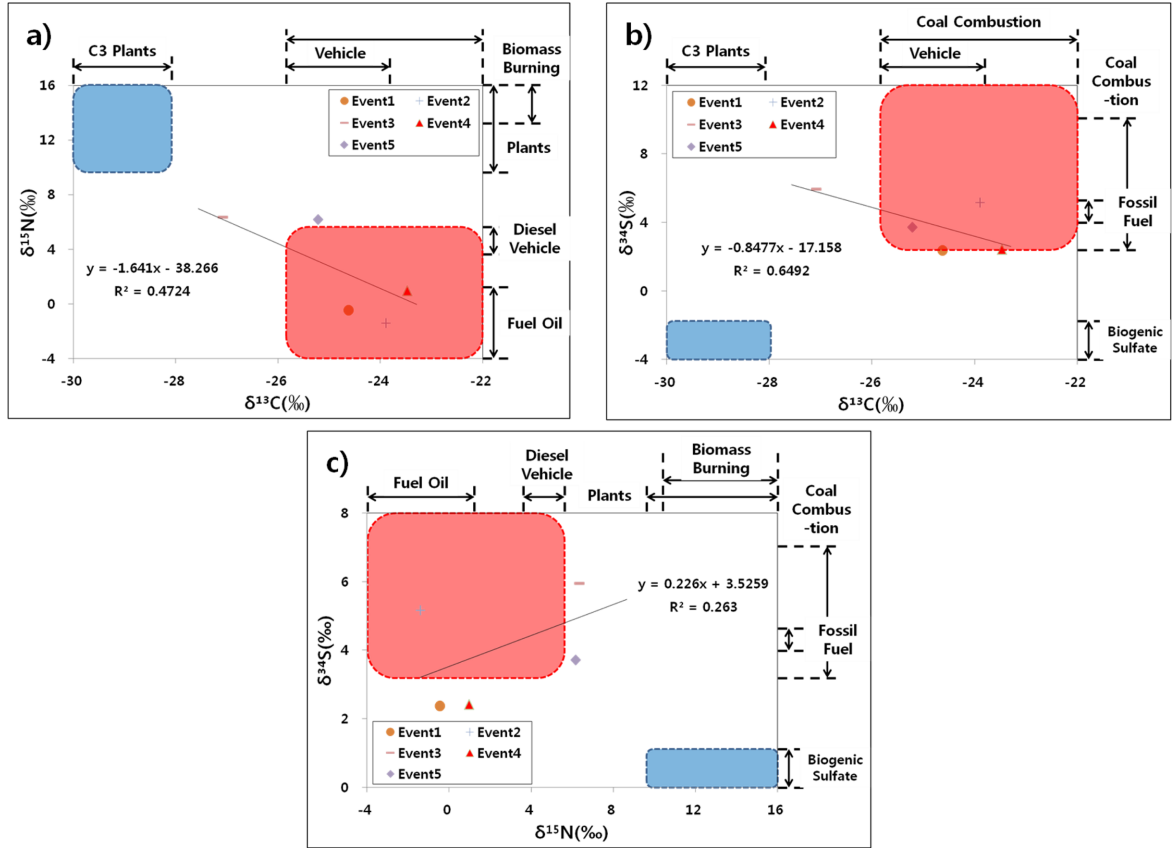 a)
C3 Plants
Vehicle
Biomass
Burning
16
12
8
4
0
-4
Event1
Event2
Event3
Event4
Event5
Plants
Diesel
Vehicle
Fuel Oil
y = -1.641x - 38.266
R² = 0.4724
δ¹⁵N(‰)
-30
-28
-26
-24
-22
δ¹³C(‰)
b)
Coal Combustion
C3 Plants
Vehicle
Coal
Combus
-tion
12
8
4
0
-4
Event1
Event2
Event3
Event4
Event5
Fossil
Fuel
y = -0.8477x - 17.158
R² = 0.6492
Biogenic
Sulfate
δ³⁴S(‰)
-30
-28
-26
-24
-22
δ¹³C(‰)
c)
Fuel Oil
Diesel
Vehicle
Plants
Biomass
Burning
Coal
Combus
-tion
8
6
4
2
0
y = 0.226x + 3.5259
R² = 0.263
Fossil
Fuel
Event1
Event2
Event3
Event4
Event5
Biogenic
Sulfate
δ³⁴S(‰)
-4
0
4
8
12
16
δ¹⁵N(‰)